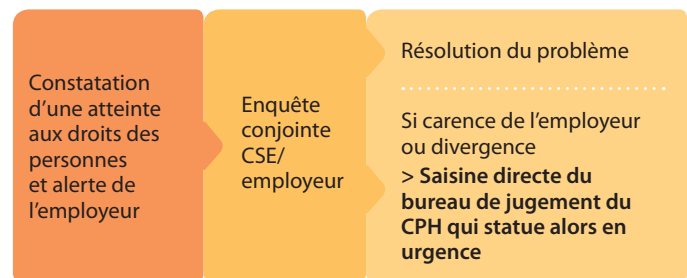 Constatation
d’une atteinte
aux droits des
personnes
et alerte de
l’employeur
Enquête
conjointe
CSE/
employeur
Résolution du problème
Si carence de l’employeur
ou divergence
> Saisine directe du
bureau de jugement du
CPH qui statue alors en
urgence